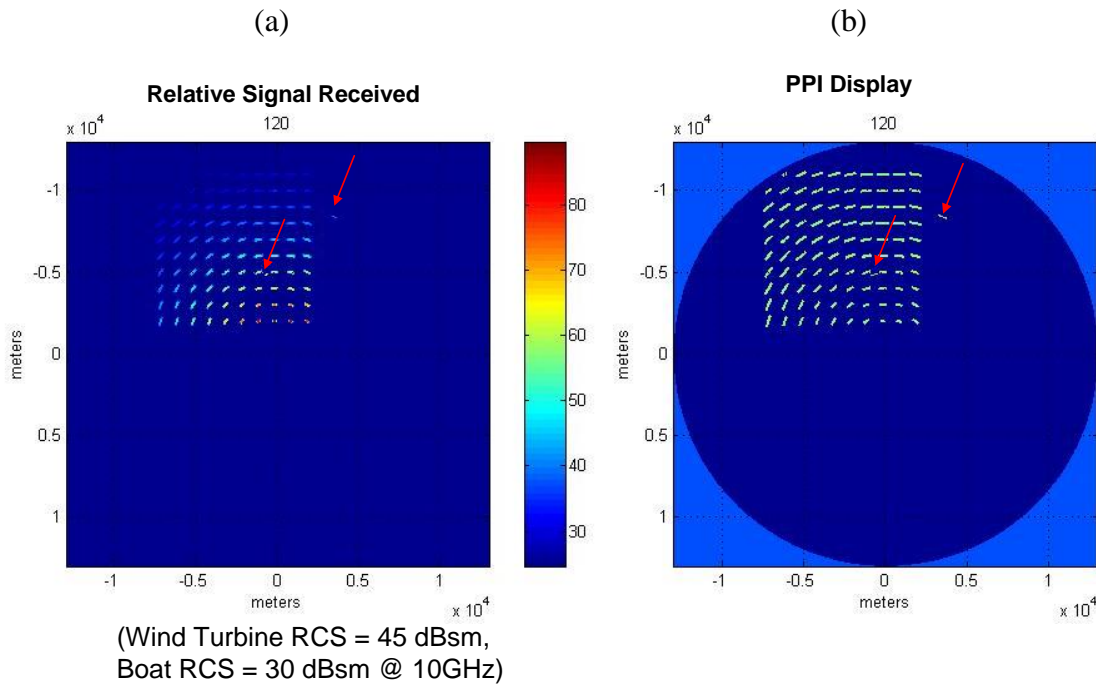 (a)
(b)
Relative Signal Received
120
x 10^4
-1
-0.5
0
0.5
1
meters
-1
-0.5
0
0.5
1
meters
x 10^4
80
70
60
50
40
30
PPI Display
120
x 10^4
-1
-0.5
0
0.5
1
meters
-1
-0.5
0
0.5
1
meters
x 10^4
(Wind Turbine RCS = 45 dBsm,
Boat RCS = 30 dBsm @ 10GHz)